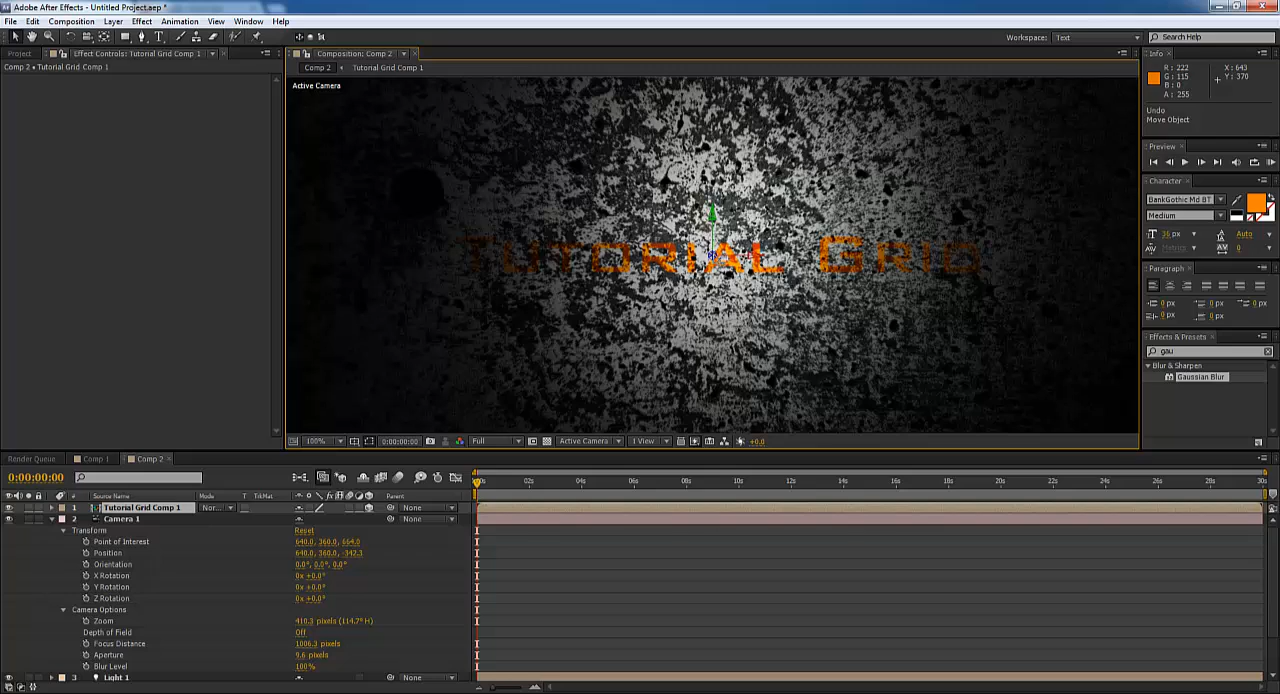 Adobe After Effects - Untitled Project.aep *
File Edit Composition Layer Effect Animation Translation View Window Help
Workspace: Text
Search Help
Project Effect Controls: Tutorial Grid Comp 1
Composition: Comp 2
Info
Comp 2 • Tutorial Grid Comp 1
Comp 2 Tutorial Grid Comp 1
Active Camera
R: 222
G: 115
B: 0
A: 255
X: 643
Y: 370
Undo
Move Object
Preview
Character
BankGothic Md BT
Medium
36 px Auto
Metrics 0
Paragraph
0 px 0 px 0 px
0 px 0 px
Effects & Presets
gau
Blur & Sharpen
Gaussian Blur
Tutorial Grid
100% 0:00:00:00 Full Active Camera 1 View +0.0
Render Queue Comp 1 Comp 2
0:00:00:00
02s 04s 06s 08s 10s 12s 14s 16s 18s 20s 22s 24s 26s 28s 30s
# Source Name Mode T TrkMat Parent
1 Tutorial Grid Comp 1 Nor... None
2 Camera 1 None
Transform Reset
Point of Interest 640.0, 360.0, 664.0
Position 640.0, 360.0, -342.3
Orientation 0.0°, 0.0°, 0.0°
X Rotation 0x +0.0°
Y Rotation 0x +0.0°
Z Rotation 0x +0.0°
Camera Options
Zoom 410.3 pixels (114.7° H)
Depth of Field Off
Focus Distance 1006.3 pixels
Aperture 9.6 pixels
Blur Level 100%
3 Light 1 None